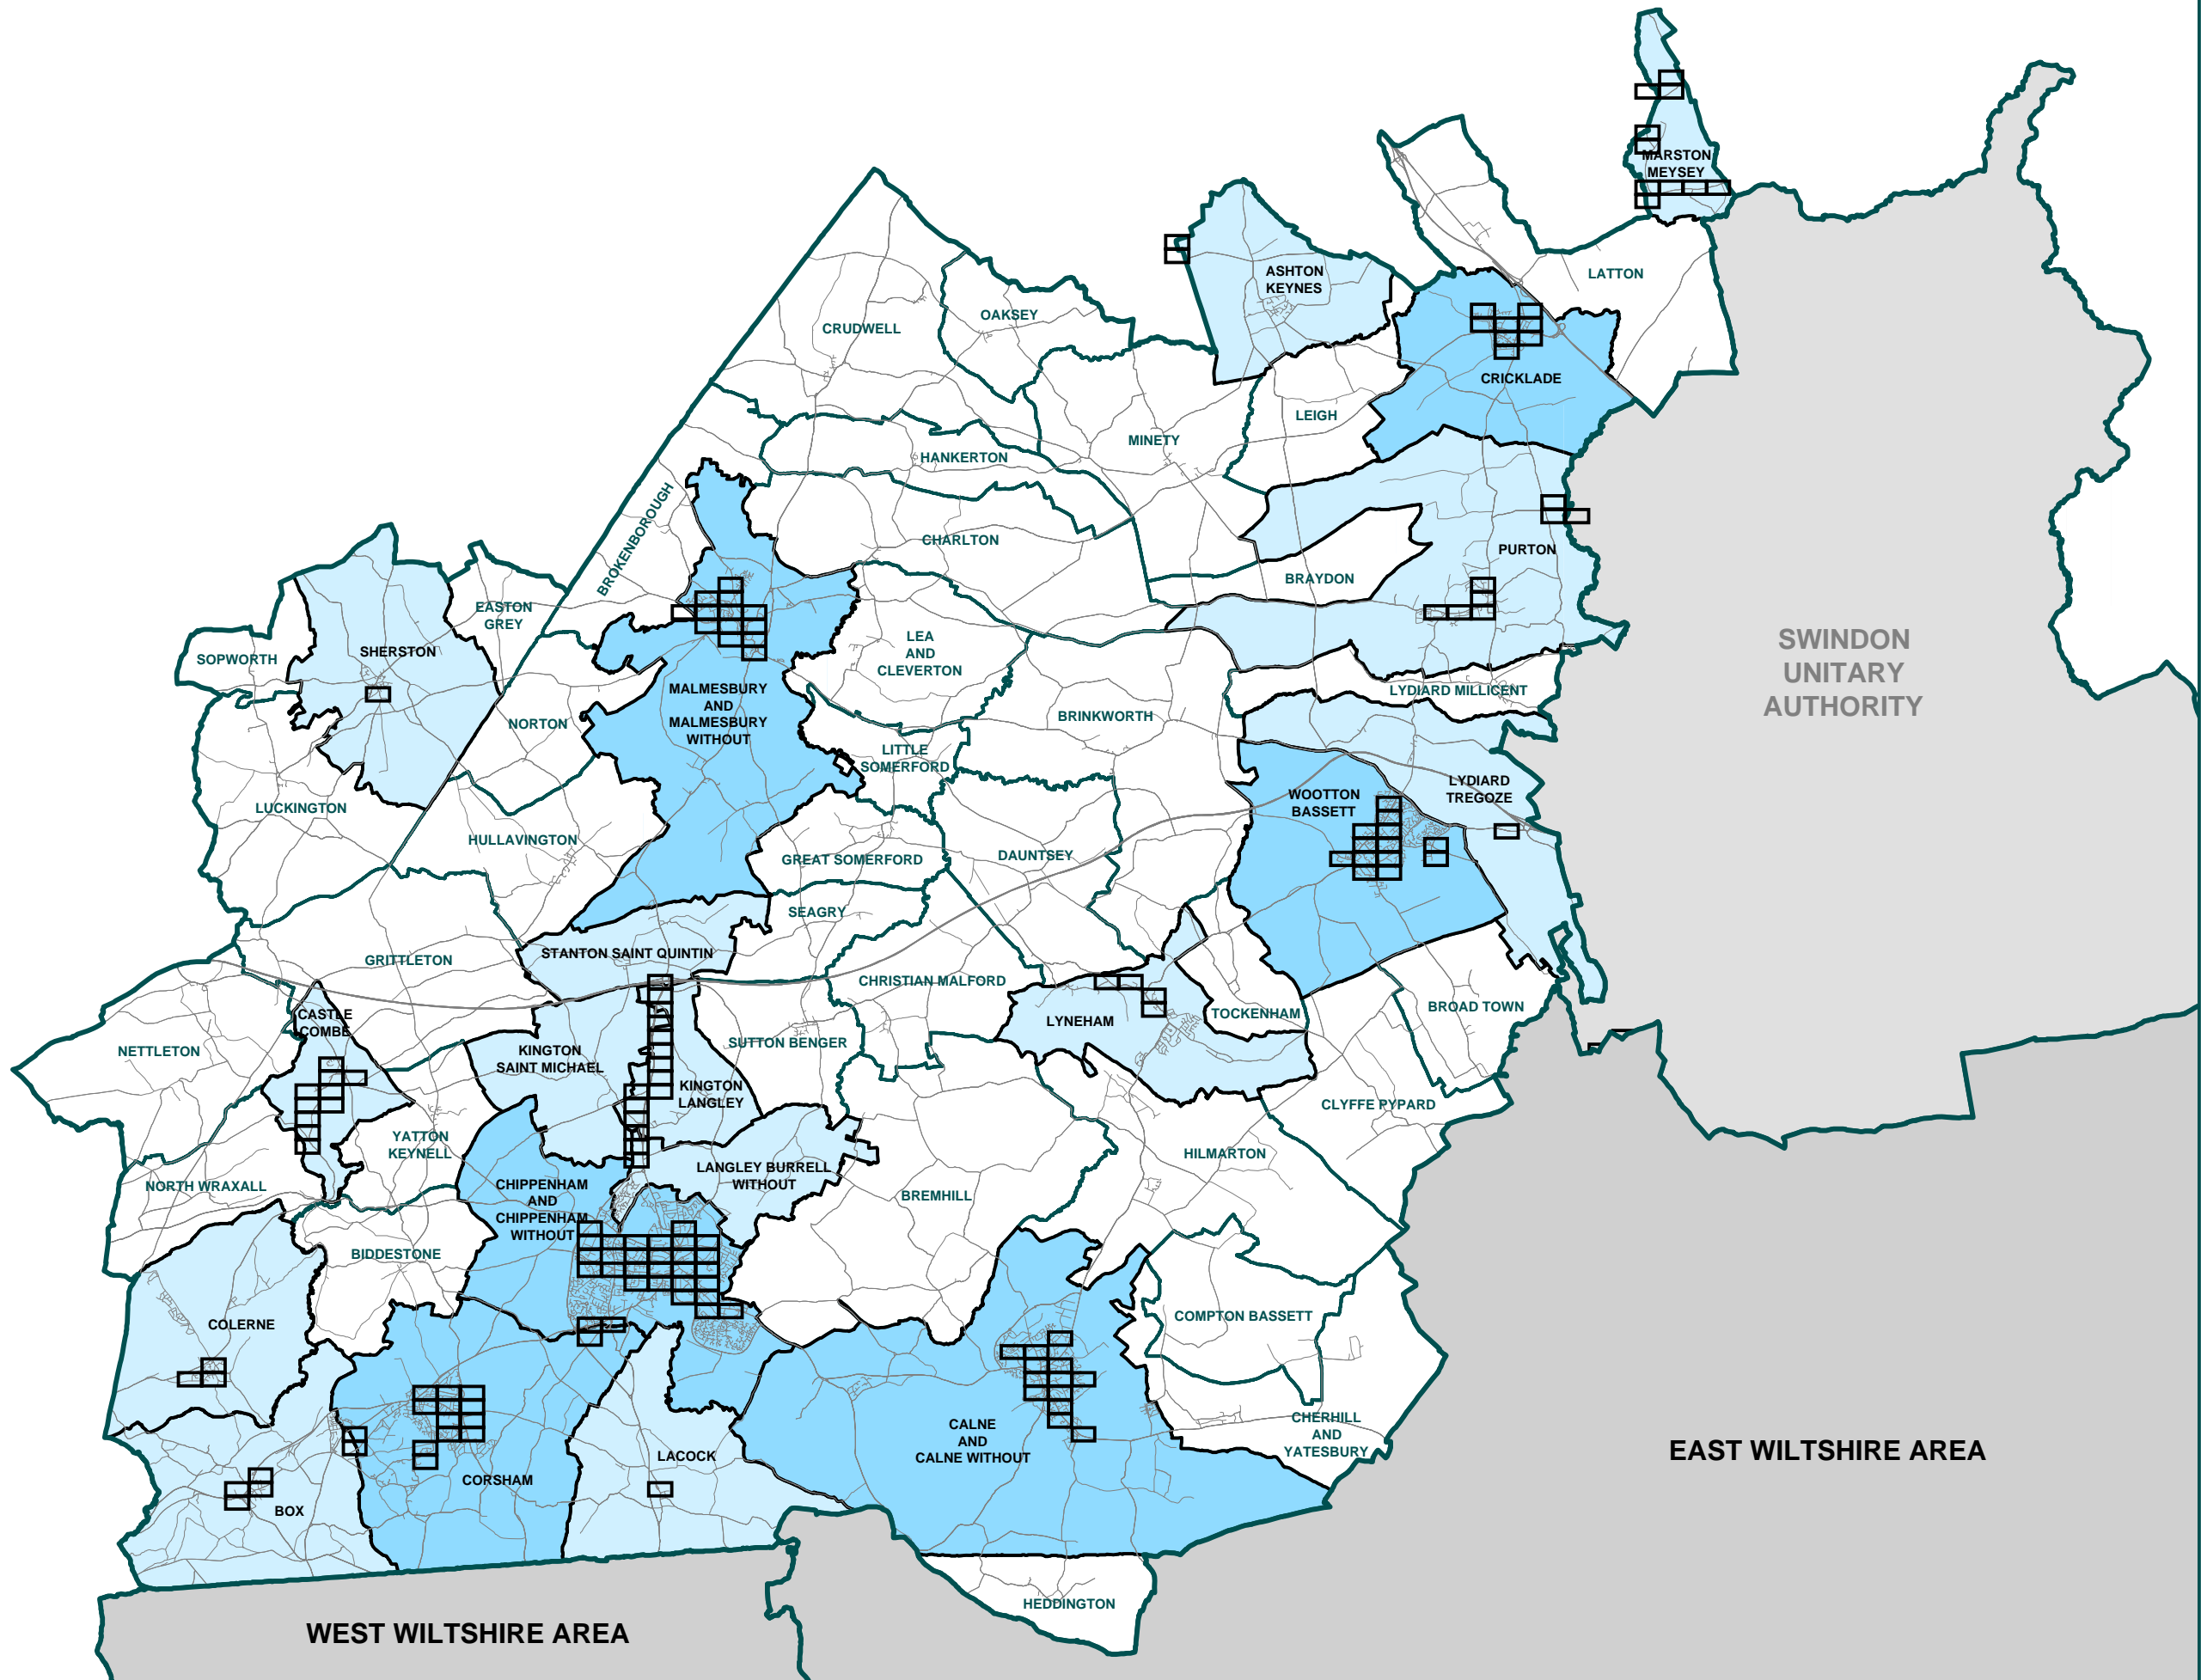 MARSTON
MEYSEY
LATTON
ASHTON
KEYNES
OAKSEY
CRUDWELL
CRICKLADE
LEIGH
MINETY
HANKERTON
BROKENBOROUGH
CHARLTON
PURTON
BRAYDON
EASTON
GREY
SHERSTON
SOPWORTH
LEA
AND
CLEVERTON
SWINDON
UNITARY
AUTHORITY
LYDIARD MILLICENT
MALMESBURY
AND
MALMESBURY
WITHOUT
NORTON
BRINKWORTH
LITTLE
SOMERFORD
LYDIARD
TREGOZE
WOOTTON
BASSETT
LUCKINGTON
HULLAVINGTON
GREAT SOMERFORD
DAUNTSEY
SEAGRY
STANTON SAINT QUINTIN
GRITTLETON
CHRISTIAN MALFORD
BROAD TOWN
TOCKENHAM
LYNEHAM
CASTLE
COMBE
NETTLETON
KINGTON
SAINT MICHAEL
SUTTON BENGER
KINGTON
LANGLEY
CLYFFE PYPARD
YATTON
KEYNELL
HILMARTON
LANGLEY BURRELL
WITHOUT
NORTH WRAXALL
CHIPPENHAM
AND
CHIPPENHAM
WITHOUT
BREMHILL
BIDDESTONE
COLERNE
COMPTON BASSETT
CHERHILL
AND
YATESBURY
CALNE
AND
CALNE WITHOUT
EAST WILTSHIRE AREA
LACOCK
CORSHAM
BOX
HEDDINGTON
WEST WILTSHIRE AREA